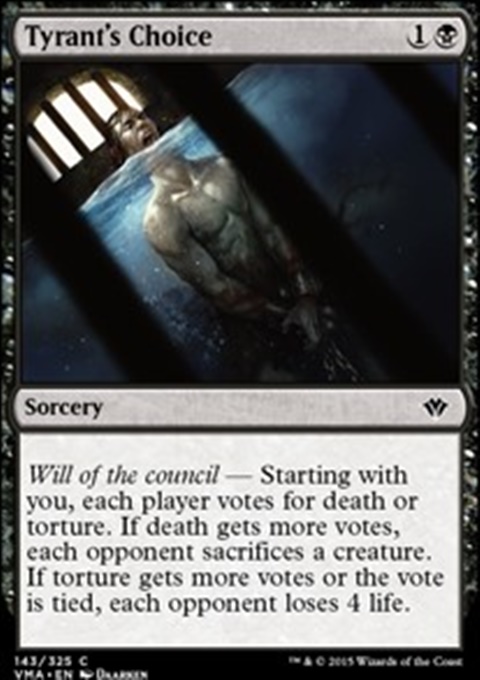 Tyrant's Choice 1
Sorcery
Will of the council — Starting with
you, each player votes for death or
torture. If death gets more votes,
each opponent sacrifices a creature.
If torture gets more votes or the vote
is tied, each opponent loses 4 life.
143/325 C
VMA • EN Daarken
™ & © 2015 Wizards of the Coast